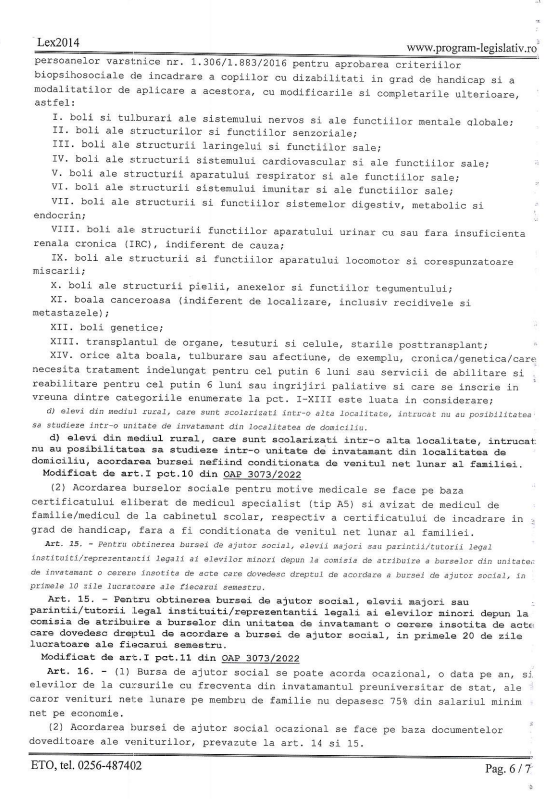 Lex2014
www.program-legislativ.ro
persoanelor varstnice nr. 1.306/1.883/2016 pentru aprobarea criteriilor
biopsihosociale de incadrare a copiilor cu dizabilitati in grad de handicap si a
modalitatilor de aplicare a acestora, cu modificarile si completarile ulterioare,
astfel:
I. boli si tulburari ale sistemului nervos si ale functiilor mentale globale;
II. boli ale structurilor si functiilor senzoriale;
III. boli ale structurii laringelui si functiilor sale;
IV. boli ale structurii sistemului cardiovascular si ale functiilor sale;
V. boli ale structurii aparatului respirator si ale functiilor sale;
VI. boli ale structurii sistemului imunitar si ale functiilor sale;
VII. boli ale structurii si functiilor sistemelor digestiv, metabolic si
endocrin;
VIII. boli ale structurii functiilor aparatului urinar cu sau fara insuficienta
renala cronica (IRC), indiferent de cauza;
IX. boli ale structurii si functiilor aparatului locomotor si corespunzatoare
miscarii;
X. boli ale structurii pielii, anexelor si functiilor tegumentului;
XI. boala canceroasa (indiferent de localizare, inclusiv recidivele si
metastazele);
XII. boli genetice;
XIII. transplantul de organe, tesuturi si celule, starile posttransplant;
XIV. orice alta boala, tulburare sau afectiune, de exemplu, cronica/genetica/care
necesita tratament indelungat pentru cel putin 6 luni sau servicii de abilitare si
reabilitare pentru cel putin 6 luni sau ingrijiri paliative si care se inscrie in
vreuna dintre categoriile enumerate la pct. I-XIII este luata in considerare;
d) elevi din mediul rural, care sunt scolarizati intr-o alta localitate, intrucat nu au posibilitatea
sa studieze intr-o unitate de invatamant din localitatea de domiciliu.
d) elevi din mediul rural, care sunt scolarizati intr-o alta localitate, intrucat
nu au posibilitatea sa studieze intr-o unitate de invatamant din localitatea de
domiciliu, acordarea bursei nefiind conditionata de venitul net lunar al familiei.
Modificat de art.I pct.10 din OAP 3073/2022
(2) Acordarea burselor sociale pentru motive medicale se face pe baza
certificatului eliberat de medicul specialist (tip A5) si avizat de medicul de
familie/medicul de la cabinetul scolar, respectiv a certificatului de incadrare in
grad de handicap, fara a fi conditionata de venitul net lunar al familiei.
Art. 15. - Pentru obtinerea bursei de ajutor social, elevii majori sau parintii/tutorii legal
instituiti/reprezentantii legali ai elevilor minori depun la comisia de atribuire a burselor din unitatea
de invatamant o cerere insotita de acte care dovedesc dreptul de acordare a bursei de ajutor social, in
primele 10 zile lucratoare ale fiecarui semestru.
Art. 15. - Pentru obtinerea bursei de ajutor social, elevii majori sau
parintii/tutorii legal instituiti/reprezentantii legali ai elevilor minori depun la
comisia de atribuire a burselor din unitatea de invatamant o cerere insotita de acte
care dovedesc dreptul de acordare a bursei de ajutor social, in primele 20 de zile
lucratoare ale fiecarui semestru.
Modificat de art.I pct.11 din OAP 3073/2022
Art. 16. - (1) Bursa de ajutor social se poate acorda ocazional, o data pe an, si
elevilor de la cursurile cu frecventa din invatamantul preuniversitar de stat, ale
caror venituri nete lunare pe membru de familie nu depasesc 75% din salariul minim
net pe economie.
(2) Acordarea bursei de ajutor social ocazional se face pe baza documentelor
doveditoare ale veniturilor, prevazute la art. 14 si 15.
ETO, tel. 0256-487402
Pag. 6 / 7